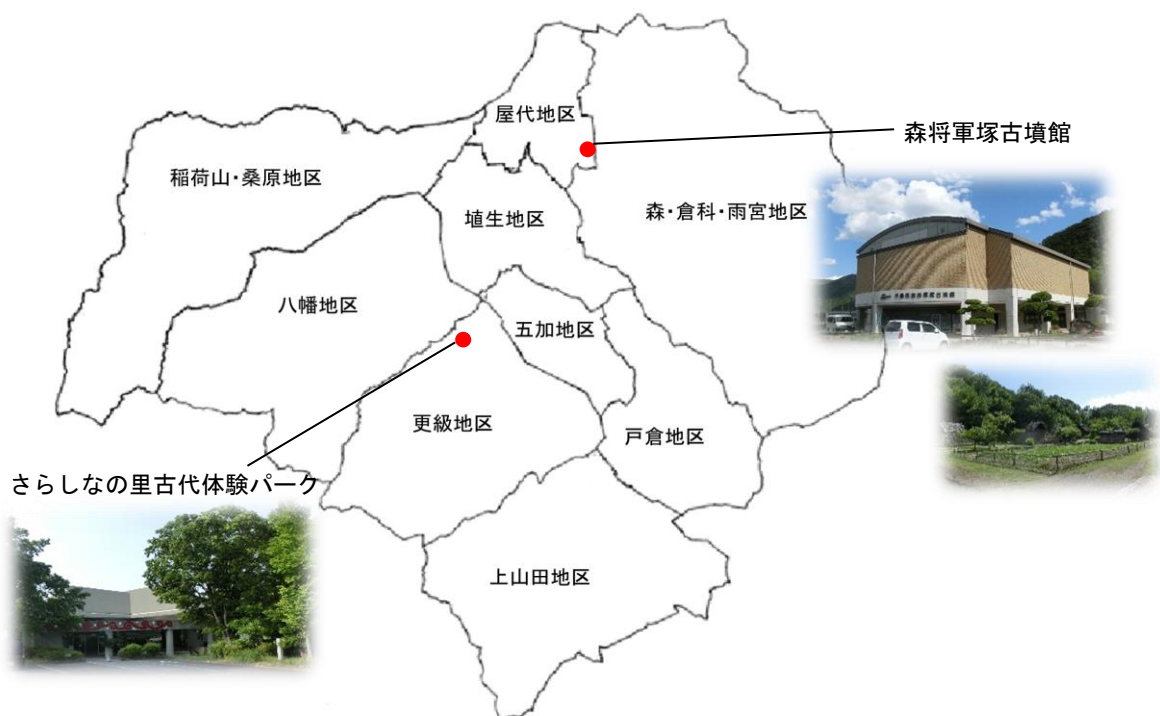 屋代地区
森将軍塚古墳館
稲荷山・桑原地区
埴生地区
森・倉科・雨宮地区
八幡地区
五加地区
更級地区
戸倉地区
さらしなの里古代体験パーク
上山田地区